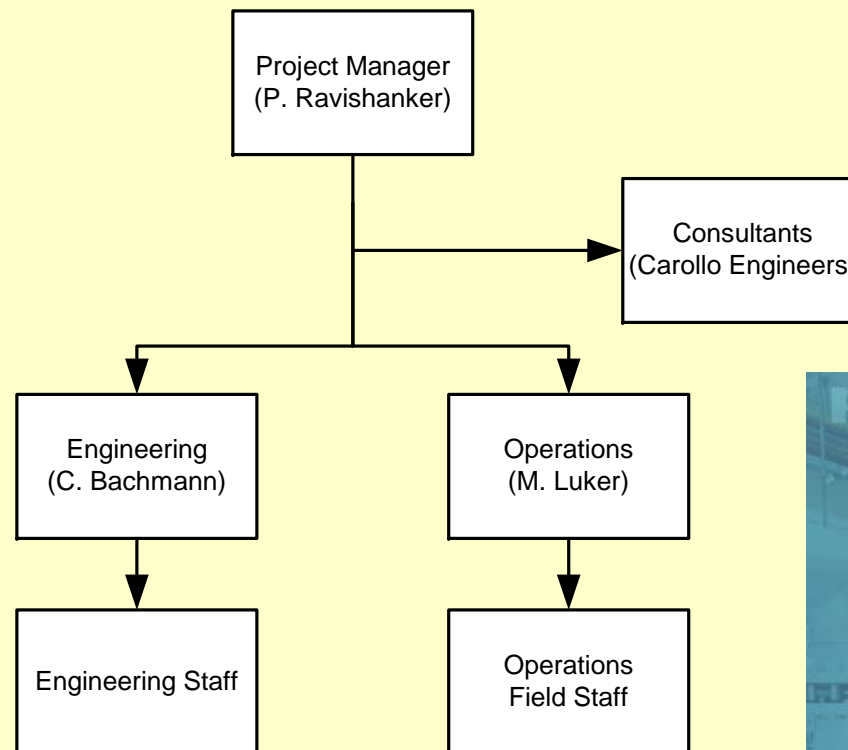 Project Manager
(P. Ravishanker)
Consultants
(Carollo Engineers
Engineering
(C. Bachmann)
Operations
(M. Luker)
Engineering Staff
Operations
Field Staff